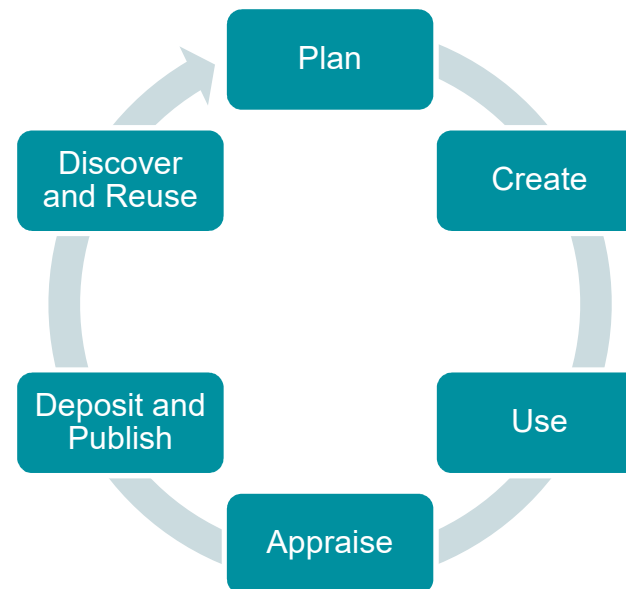 Plan
Create
Use
Appraise
Deposit and
Publish
Discover
and Reuse